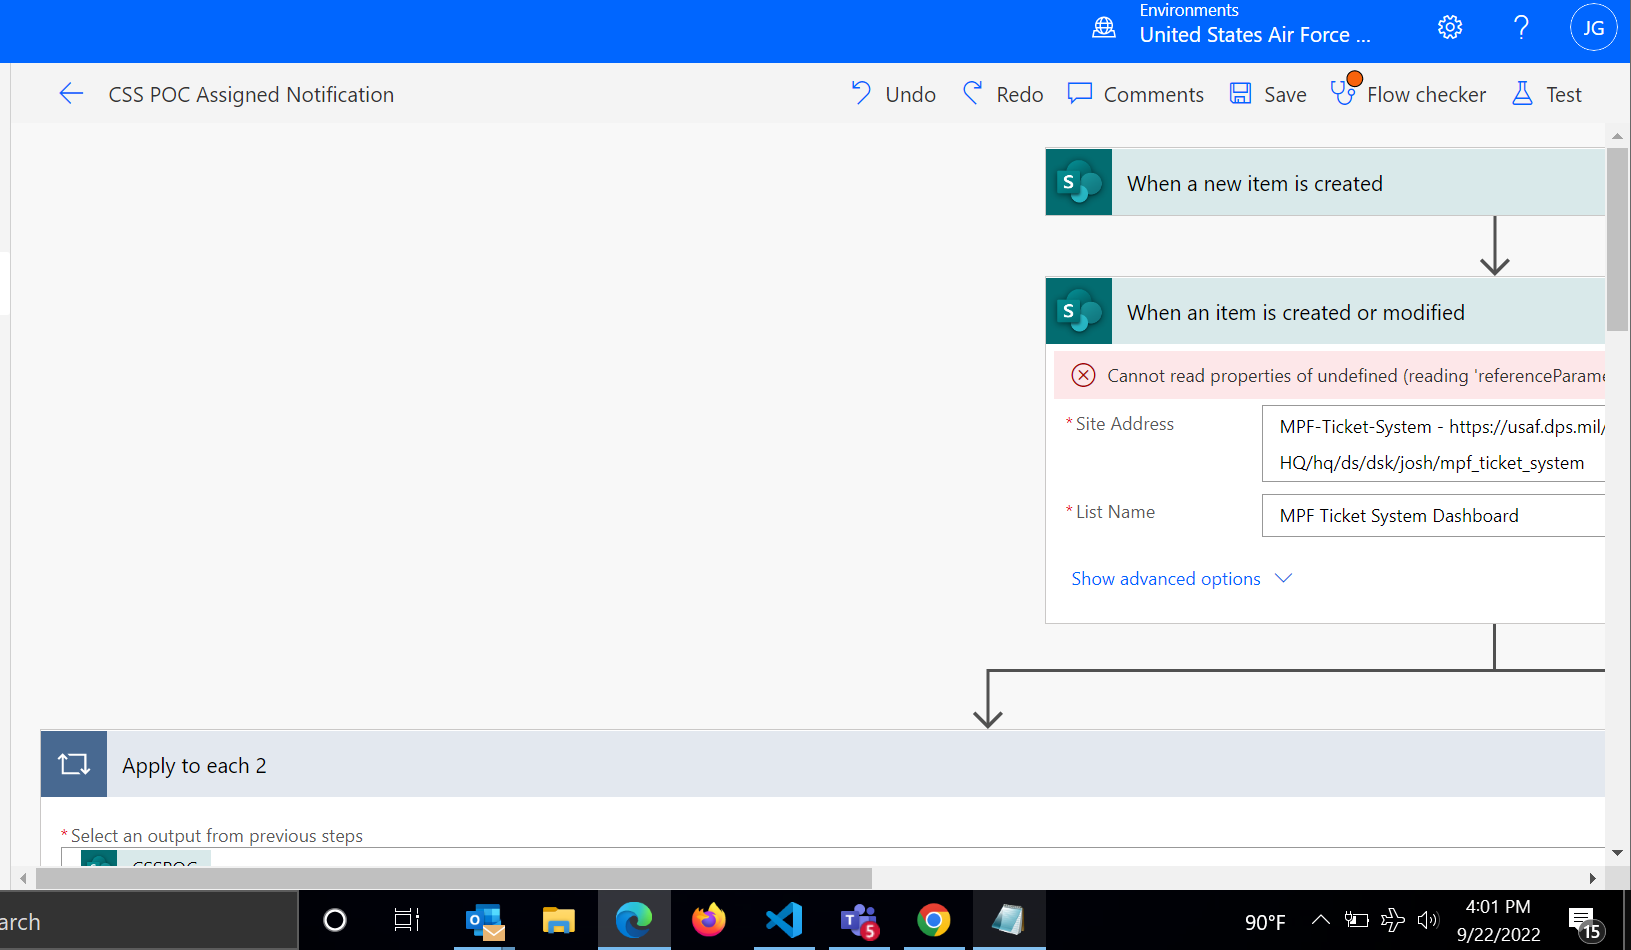 Environments
United States Air Force ...
JG
CSS POC Assigned Notification
Undo
Redo
Comments
Save
Flow checker
Test
S
When a new item is created
S
When an item is created or modified
Cannot read properties of undefined (reading 'referenceParame
* Site Address
MPF-Ticket-System - https://usaf.dps.mil/
HQ/hq/ds/dsk/josh/mpf_ticket_system
* List Name
MPF Ticket System Dashboard
Show advanced options
Apply to each 2
* Select an output from previous steps
CSSPOC
arch
5
90°F
4:01 PM
9/22/2022
15